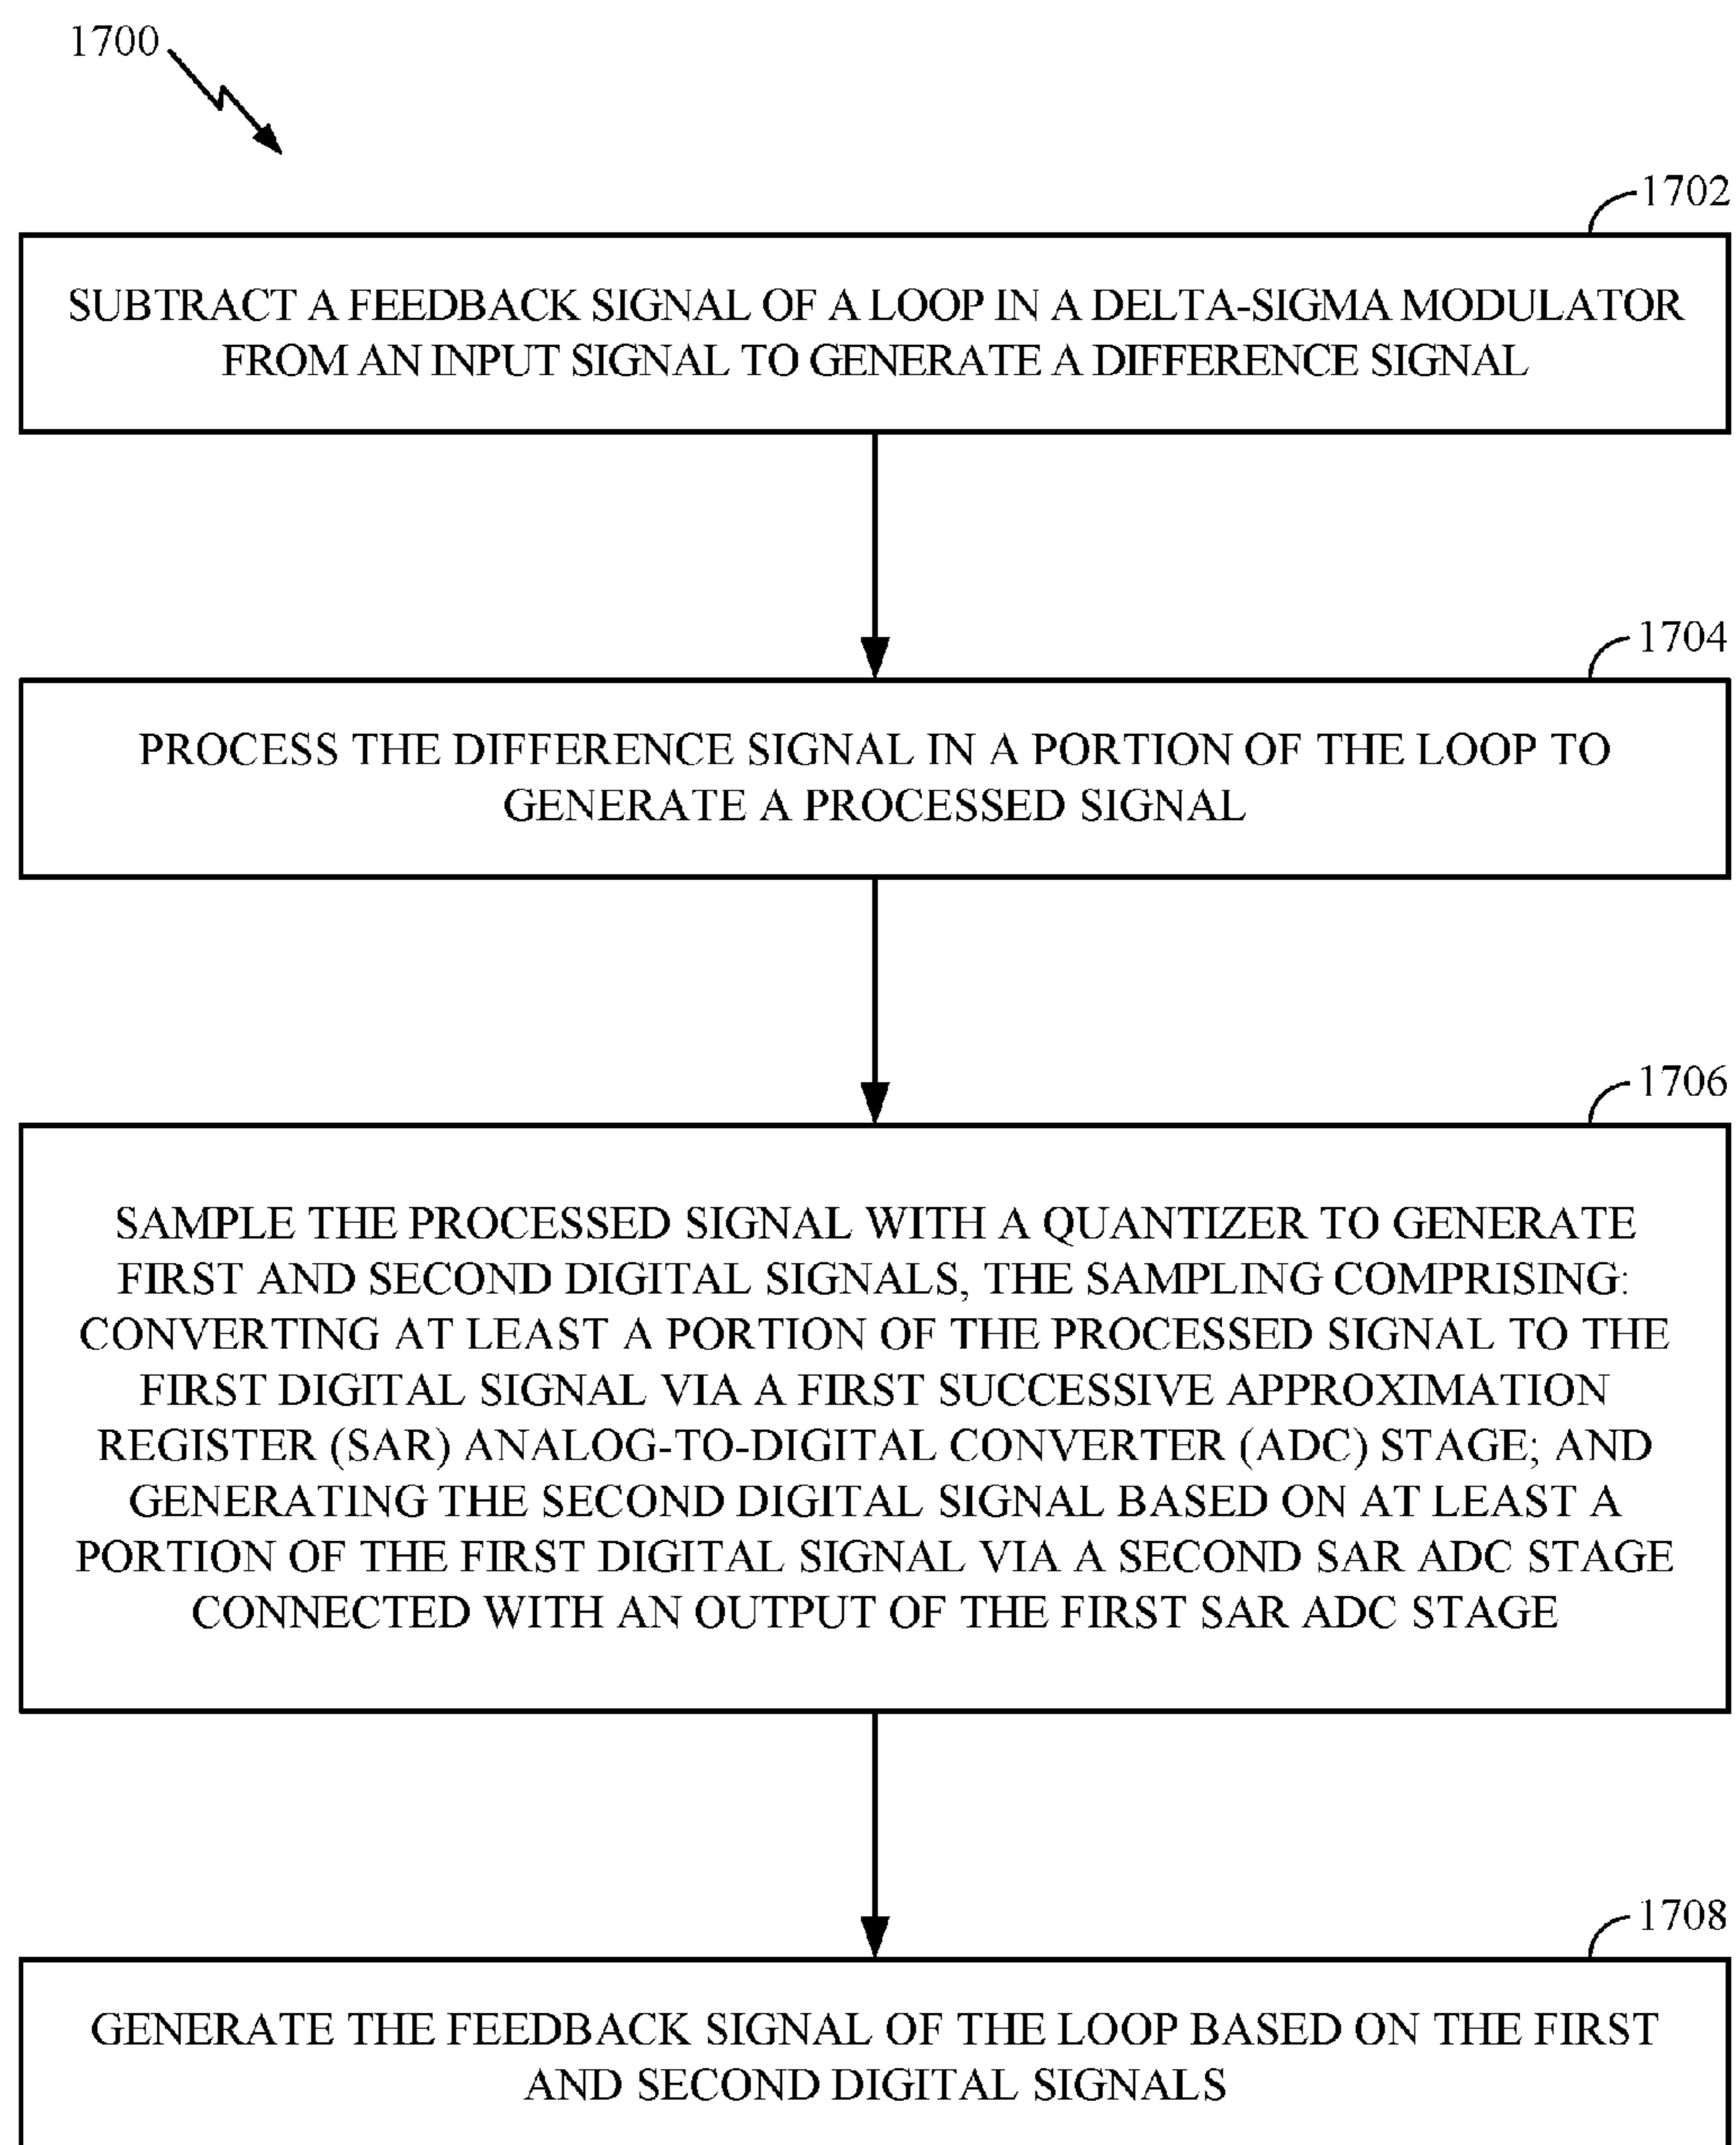 1700
1702
SUBTRACT A FEEDBACK SIGNAL OF A LOOP IN A DELTA-SIGMA MODULATOR
FROM AN INPUT SIGNAL TO GENERATE A DIFFERENCE SIGNAL
1704
PROCESS THE DIFFERENCE SIGNAL IN A PORTION OF THE LOOP TO
GENERATE A PROCESSED SIGNAL
1706
SAMPLE THE PROCESSED SIGNAL WITH A QUANTIZER TO GENERATE
FIRST AND SECOND DIGITAL SIGNALS, THE SAMPLING COMPRISING:
CONVERTING AT LEAST A PORTION OF THE PROCESSED SIGNAL TO THE
FIRST DIGITAL SIGNAL VIA A FIRST SUCCESSIVE APPROXIMATION
REGISTER (SAR) ANALOG-TO-DIGITAL CONVERTER (ADC) STAGE; AND
GENERATING THE SECOND DIGITAL SIGNAL BASED ON AT LEAST A
PORTION OF THE FIRST DIGITAL SIGNAL VIA A SECOND SAR ADC STAGE
CONNECTED WITH AN OUTPUT OF THE FIRST SAR ADC STAGE
1708
GENERATE THE FEEDBACK SIGNAL OF THE LOOP BASED ON THE FIRST
AND SECOND DIGITAL SIGNALS